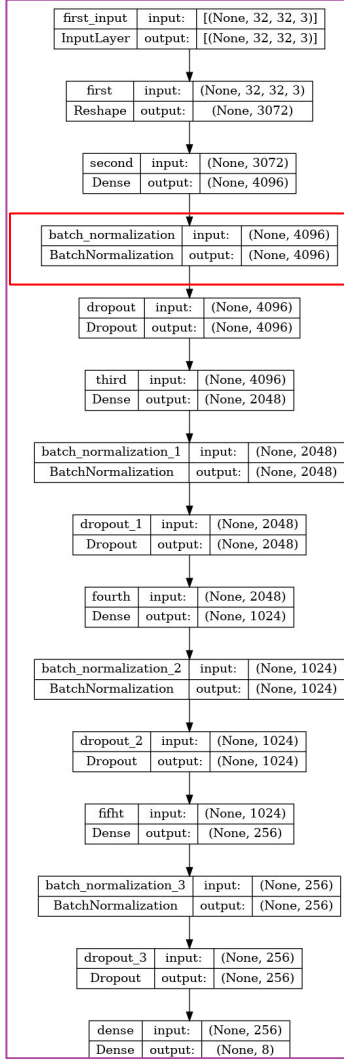 first_input input: [(None, 32, 32, 3)]
InputLayer output: [(None, 32, 32, 3)]
first input: (None, 32, 32, 3)
Reshape output: (None, 3072)
second input: (None, 3072)
Dense output: (None, 4096)
batch_normalization input: (None, 4096)
BatchNormalization output: (None, 4096)
dropout input: (None, 4096)
Dropout output: (None, 4096)
third input: (None, 4096)
Dense output: (None, 2048)
batch_normalization_1 input: (None, 2048)
BatchNormalization output: (None, 2048)
dropout_1 input: (None, 2048)
Dropout output: (None, 2048)
fourth input: (None, 2048)
Dense output: (None, 1024)
batch_normalization_2 input: (None, 1024)
BatchNormalization output: (None, 1024)
dropout_2 input: (None, 1024)
Dropout output: (None, 1024)
fifht input: (None, 1024)
Dense output: (None, 256)
batch_normalization_3 input: (None, 256)
BatchNormalization output: (None, 256)
dropout_3 input: (None, 256)
Dropout output: (None, 256)
dense input: (None, 256)
Dense output: (None, 8)